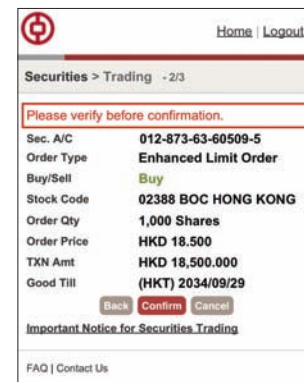 Home | Logout
Securities > Trading - 2/3
Please verify before confirmation.
Sec. A/C 012-873-63-60509-5
Order Type Enhanced Limit Order
Buy/Sell Buy
Stock Code 02388 BOC HONG KONG
Order Qty 1,000 Shares
Order Price HKD 18.500
TXN Amt HKD 18,500.000
Good Till (HKT) 2034/09/29
Back Confirm Cancel
Important Notice for Securities Trading
FAQ | Contact Us